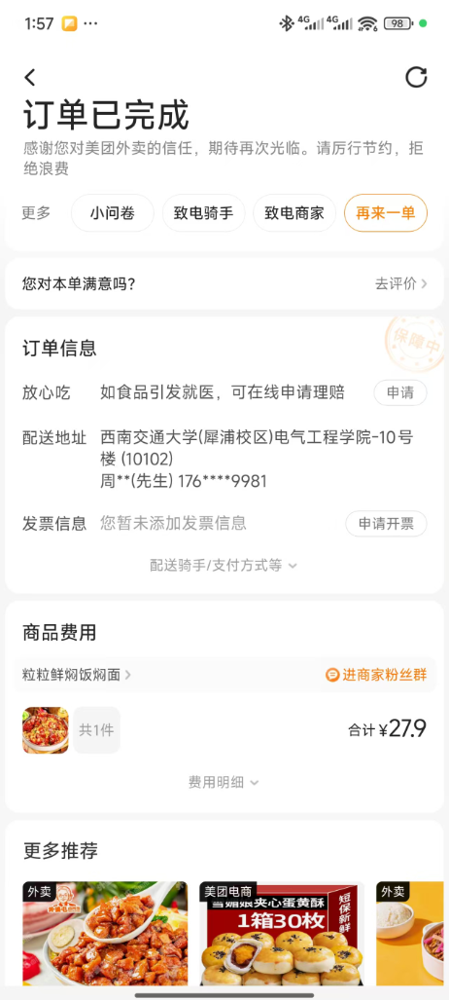 1:57
4G 4G 6 98
订单已完成
感谢您对美团外卖的信任，期待再次光临。请厉行节约，拒
绝浪费
更多 小问卷 致电骑手 致电商家 再来一单
您对本单满意吗？ 去评价 >
保障中
订单信息
放心吃 如食品引发就医，可在线申请理赔 申请
配送地址 西南交通大学(犀浦校区)电气工程学院-10号
楼 (10102)
周**(先生) 176****9981
发票信息 您暂未添加发票信息 申请开票
配送骑手/支付方式等
商品费用
粒粒鲜焖饭焖面 > 进商家粉丝群
共1件 合计 ¥27.9
费用明细
更多推荐
外卖 美团电商 外卖
雪媚娘夹心蛋黄酥
1箱30枚
短保新鲜